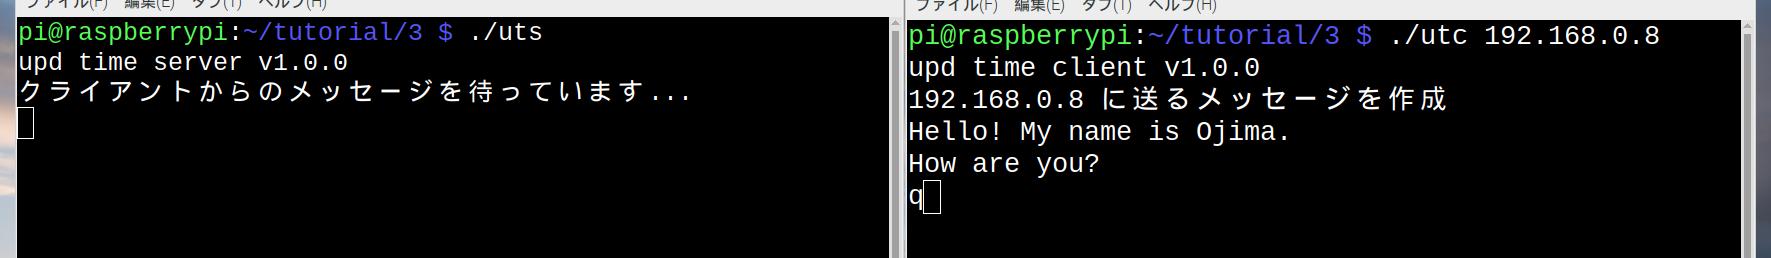 ファイル(F) 編集(E) タブ(T) ヘルプ(H)
pi@raspberrypi:~/tutorial/3 $ ./uts
upd time server v1.0.0
クライアントからのメッセージを待っています...
ファイル(F) 編集(E) タブ(T) ヘルプ(H)
pi@raspberrypi:~/tutorial/3 $ ./utc 192.168.0.8
upd time client v1.0.0
192.168.0.8 に送るメッセージを作成
Hello! My name is Ojima.
How are you?
q